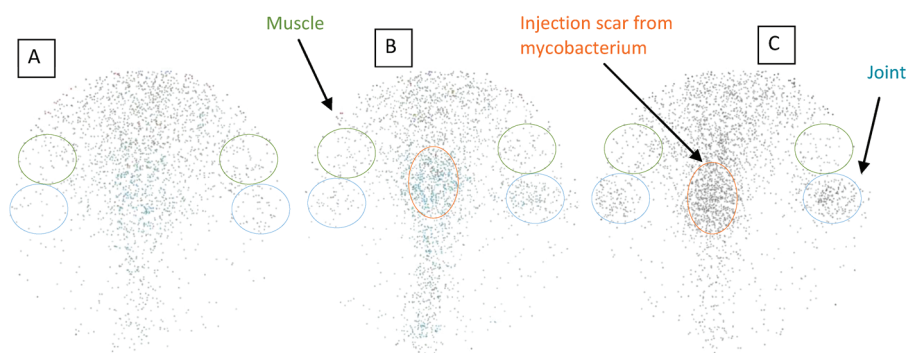 Muscle
Injection scar from
mycobacterium
A
B
C
Joint